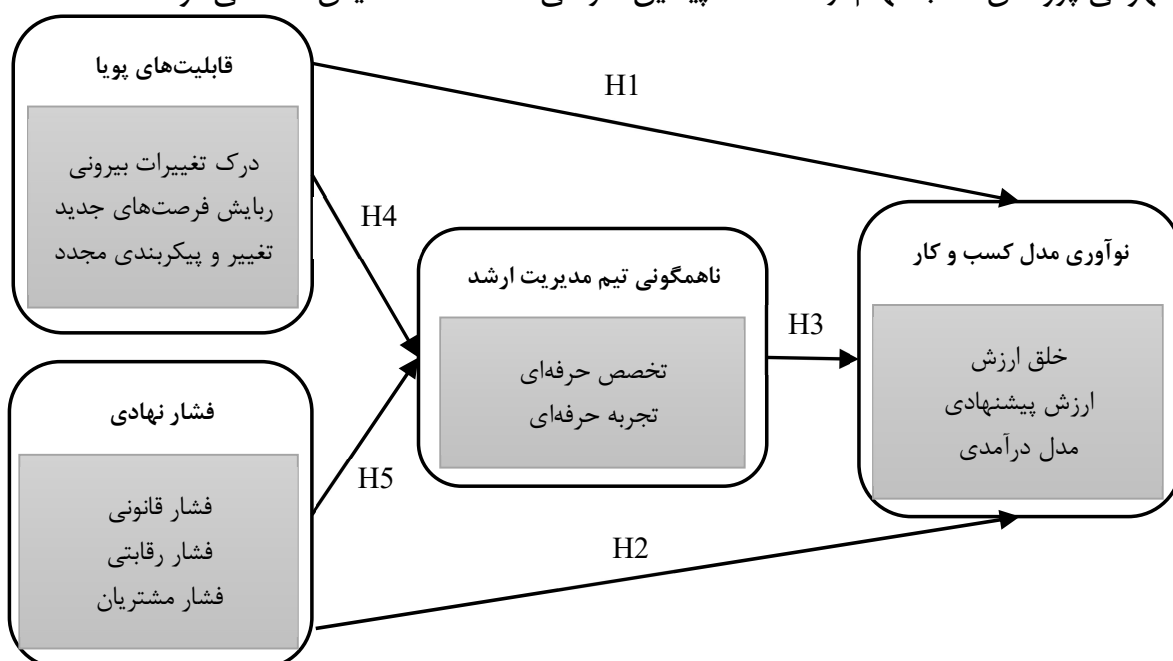 قابلیت‌های پویا
درک تغییرات بیرونی
ربایش فرصت‌های جدید
تغییر و پیکربندی مجدد
H1
H4
ناهمگونی تیم مدیریت ارشد
تخصص حرفه‌ای
تجربه حرفه‌ای
H3
نوآوری مدل کسب و کار
خلق ارزش
ارزش پیشنهادی
مدل درآمدی
فشار نهادی
فشار قانونی
فشار رقابتی
فشار مشتریان
H5
H2